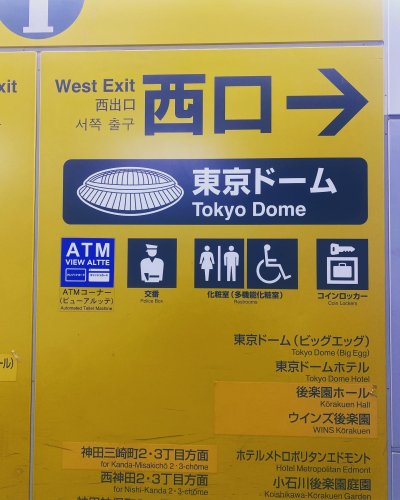 xit
West Exit
西出口
서쪽 출구
西口
東京ドーム
Tokyo Dome
ATM
VIEW ALTTE
ATMコーナー
(ビューアルッテ)
Automated Teller Machine
交番
Police Box
化粧室(多機能化粧室)
Restrooms
コインロッカー
Coin Lockers
東京ドーム(ビッグエッグ)
Tokyo Dome (Big Egg)
東京ドームホテル
Tokyo Dome Hotel
後楽園ホール
Kōrakuen Hall
ウインズ後楽園
WINS Kōrakuen
ホテルメトロポリタンエドモント
Hotel Metropolitan Edmont
小石川後楽園庭園
Koishikawa-Kōrakuen Garden
ール)
神田三崎町2・3丁目方面
for Kanda-Misakichō 2・3-chōme
西神田2・3丁目方面
for Nishi-Kanda 2・3-chōme